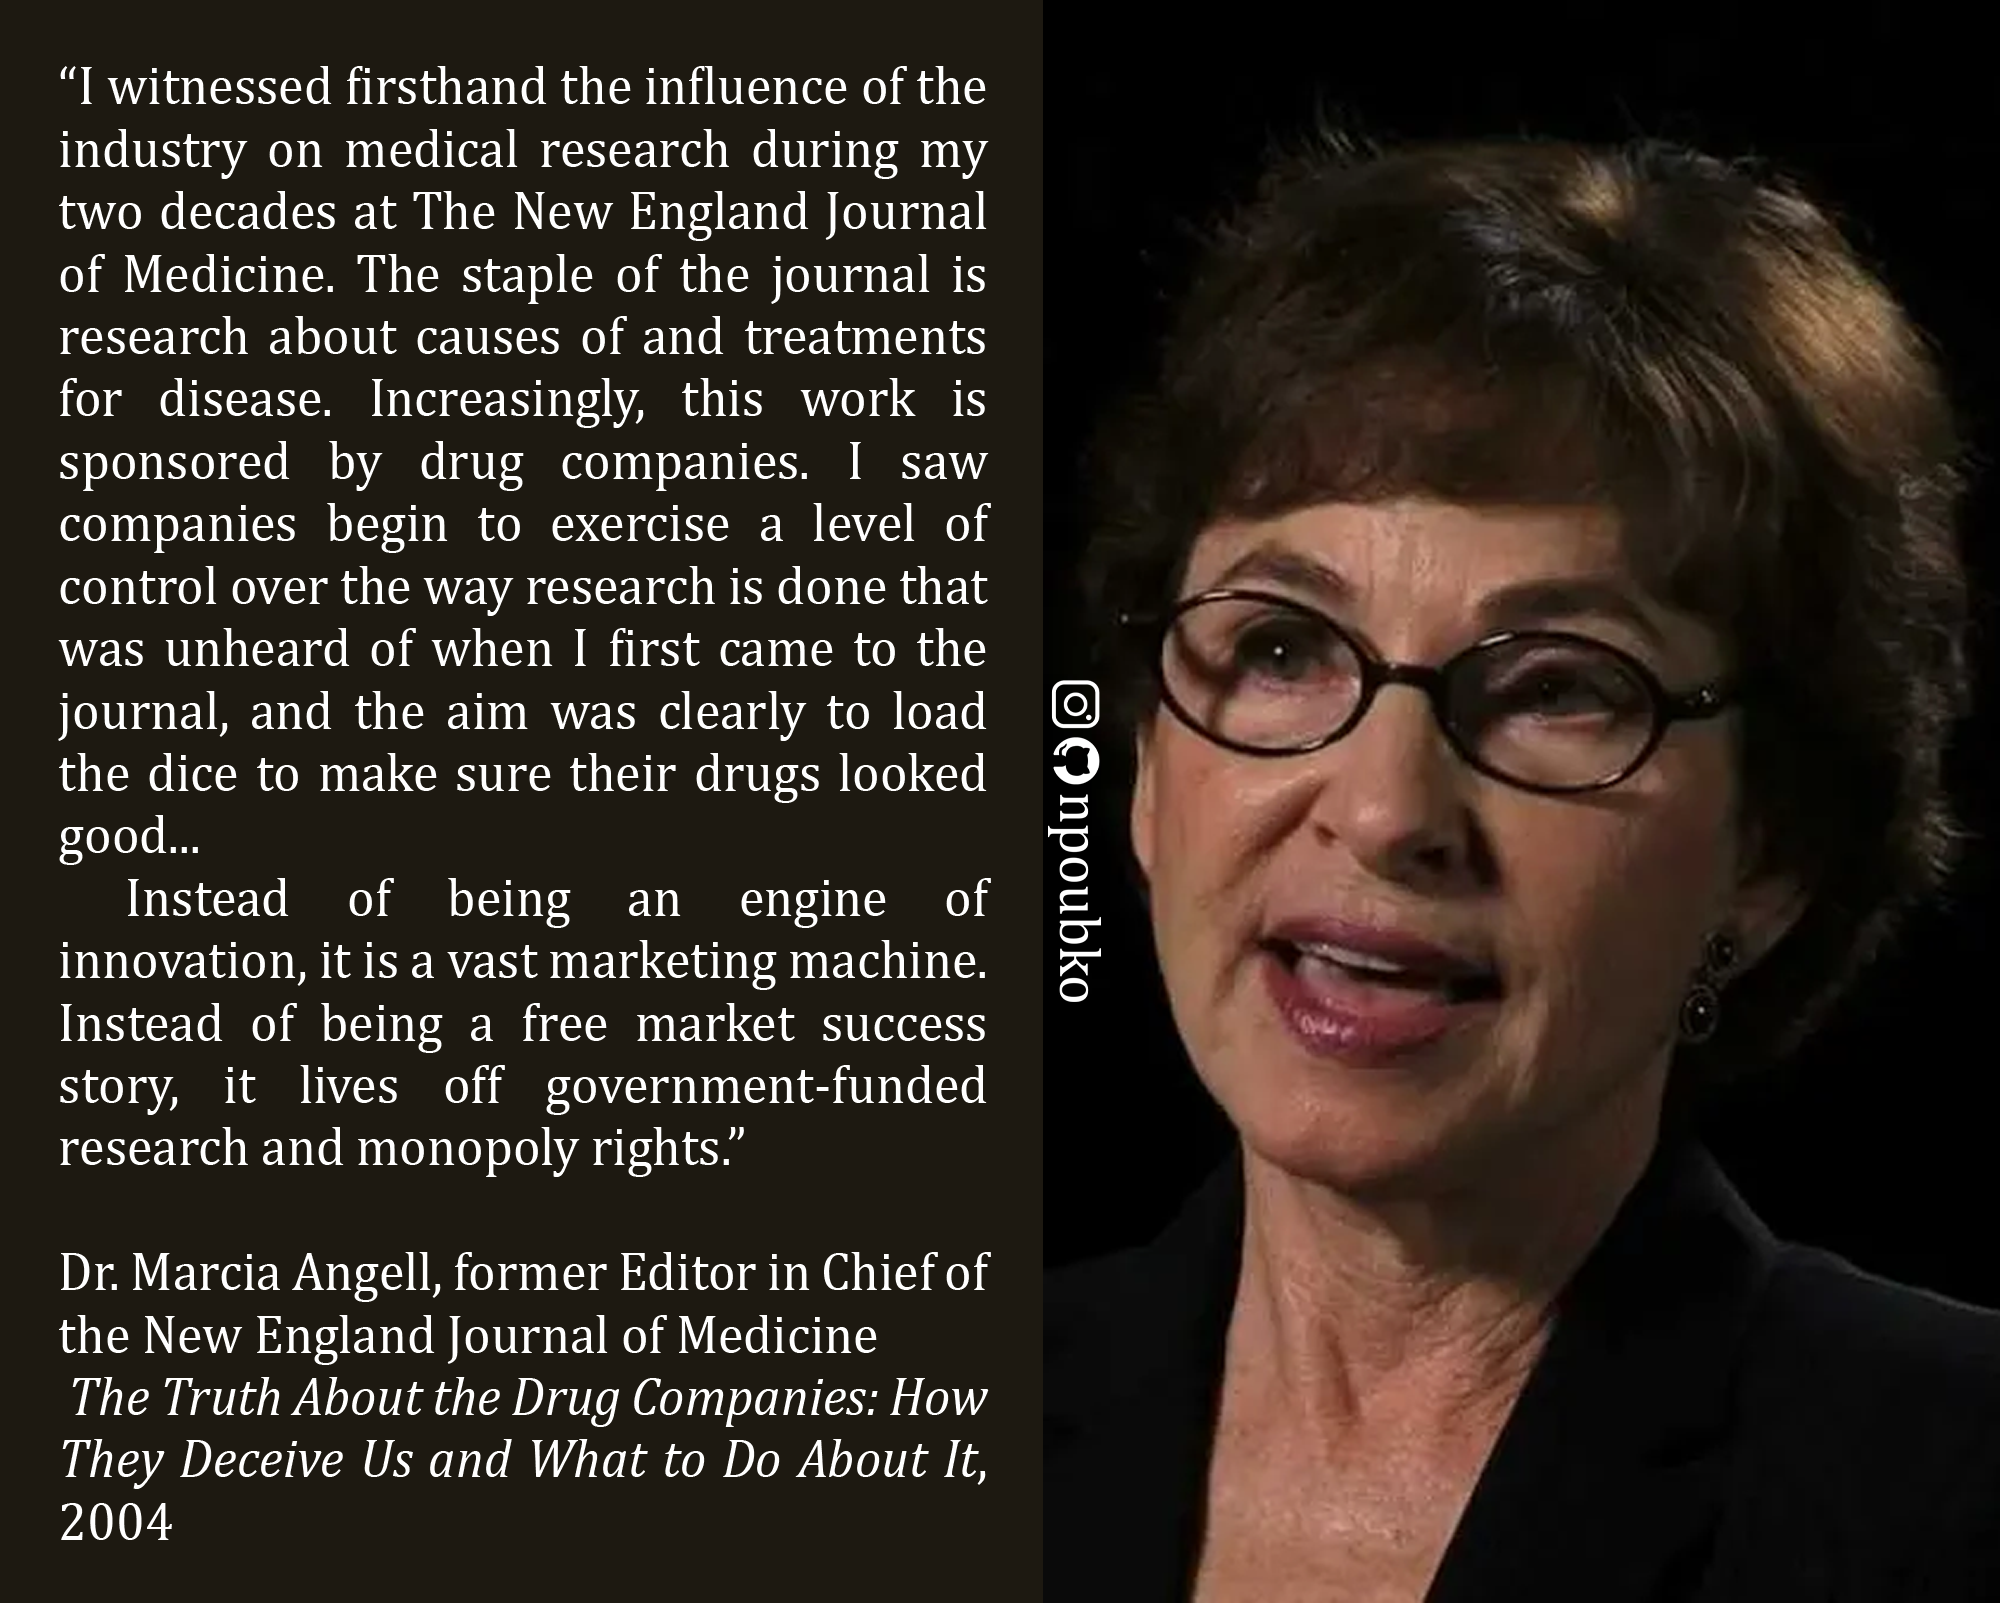 “I witnessed firsthand the influence of the
industry on medical research during my
two decades at The New England Journal
of Medicine. The staple of the journal is
research about causes of and treatments
for disease. Increasingly, this work is
sponsored by drug companies. I saw
companies begin to exercise a level of
control over the way research is done that
was unheard of when I first came to the
journal, and the aim was clearly to load
the dice to make sure their drugs looked
good...
Instead of being an engine of
innovation, it is a vast marketing machine.
Instead of being a free market success
story, it lives off government-funded
research and monopoly rights.”
Dr. Marcia Angell, former Editor in Chief of
the New England Journal of Medicine
The Truth About the Drug Companies: How
They Deceive Us and What to Do About It,
2004
npoubko